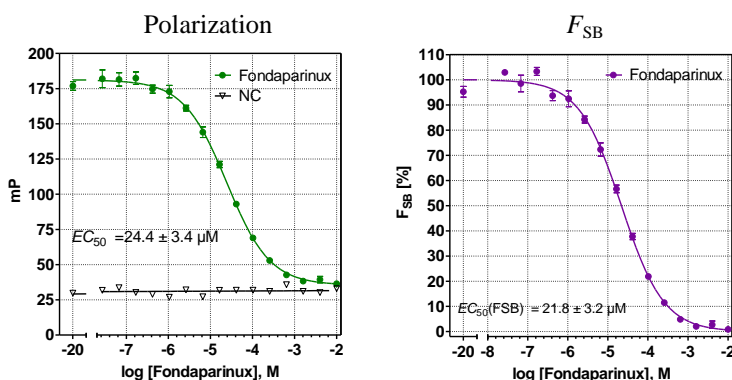 Polarization
200
175
150
125
100
75
50
25
0
mP
Fondaparinux
NC
EC50 =24.4 ± 3.4 µM
-20 -7 -6 -5 -4 -3 -2
log [Fondaparinux], M
FSB
110
100
90
80
70
60
50
40
30
20
10
0
FSB [%]
Fondaparinux
EC50(FSB) = 21.8 ± 3.2 µM
-20 -8 -7 -6 -5 -4 -3 -2
log [Fondaparinux], M